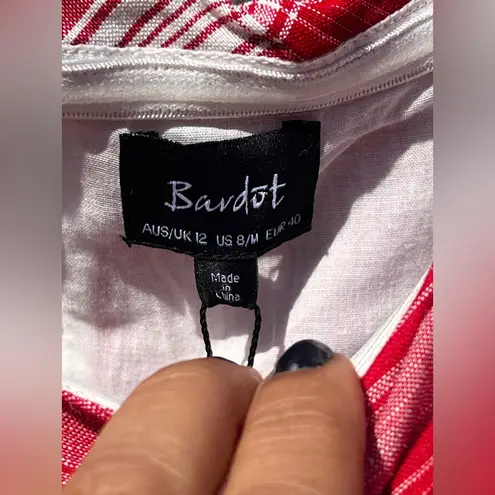 Bardot
AUS/UK 12 US 8/M EUR 40
Made
in
China